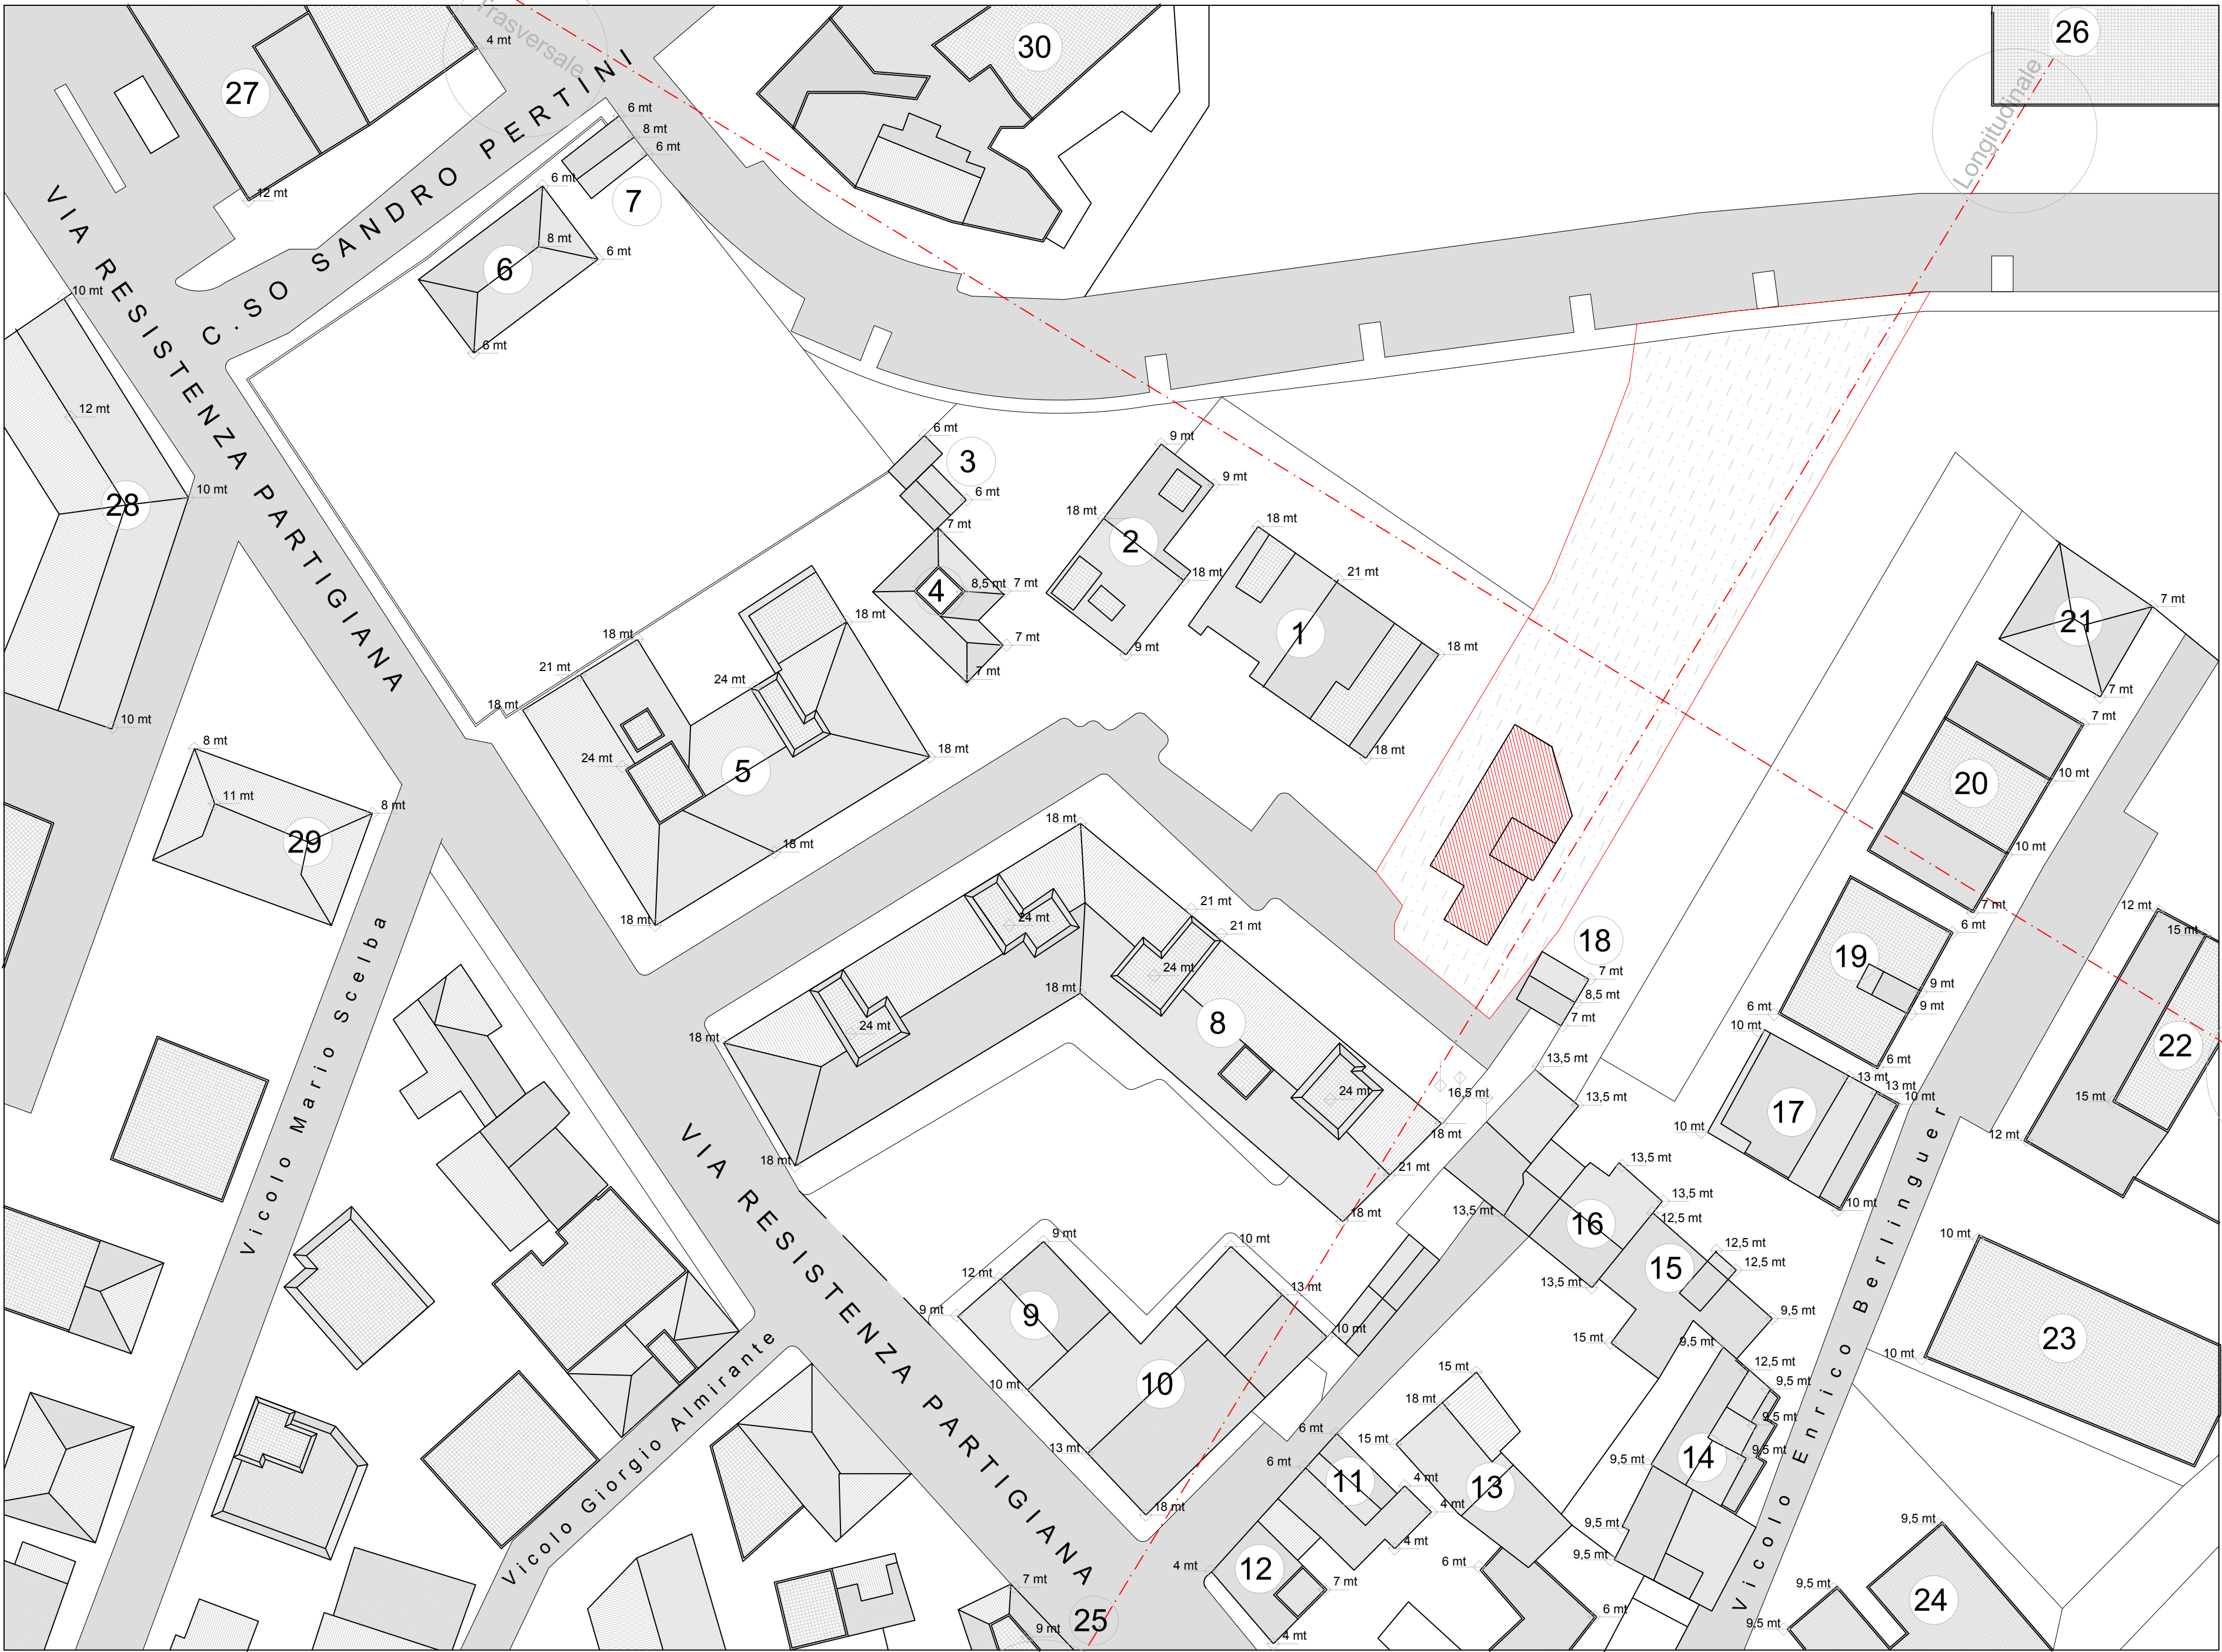 Trasversale
4 mt
30
26
27
Longitudinale
6 mt
8 mt
6 mt
C. SO SANDRO PERTINI
12 mt
6 mt
7
8 mt
6
6 mt
6 mt
VIA RESISTENZA PARTIGIANA
10 mt
12 mt
28
10 mt
10 mt
6 mt
3
6 mt
7 mt
4
8,5 mt
7 mt
7 mt
7 mt
9 mt
9 mt
18 mt
2
18 mt
9 mt
18 mt
21 mt
1
18 mt
18 mt
18 mt
21 mt
18 mt
24 mt
18 mt
24 mt
5
18 mt
18 mt
18 mt
7 mt
21
7 mt
7 mt
20
10 mt
10 mt
7 mt
8 mt
11 mt
8 mt
29
18 mt
21 mt
21 mt
24 mt
24 mt
18 mt
24 mt
8
24 mt
18 mt
18 mt
18 mt
21 mt
18 mt
18
7 mt
8,5 mt
7 mt
6 mt
19
9 mt
9 mt
6 mt
6 mt
12 mt
15 mt
22
15 mt
12 mt
10 mt
13 mt
13 mt
10 mt
17
10 mt
10 mt
13,5 mt
16,5 mt
13,5 mt
13,5 mt
13,5 mt
13,5 mt
16
12,5 mt
13,5 mt
12,5 mt
12,5 mt
15
9,5 mt
15 mt
Vicolo Mario Scelba
VIA RESISTENZA PARTIGIANA
Vicolo Enrico Berlinguer
10 mt
23
10 mt
9 mt
12 mt
9
9 mt
10 mt
10 mt
13 mt
10 mt
10
13 mt
18 mt
9,5 mt
12,5 mt
9,5 mt
9,5 mt
9,5 mt
9,5 mt
14
9,5 mt
9,5 mt
15 mt
18 mt
15 mt
13
6 mt
6 mt
11
4 mt
4 mt
4 mt
4 mt
12
7 mt
4 mt
6 mt
6 mt
Vicolo Giorgio Almirante
7 mt
9 mt
25
9,5 mt
9,5 mt
9,5 mt
24